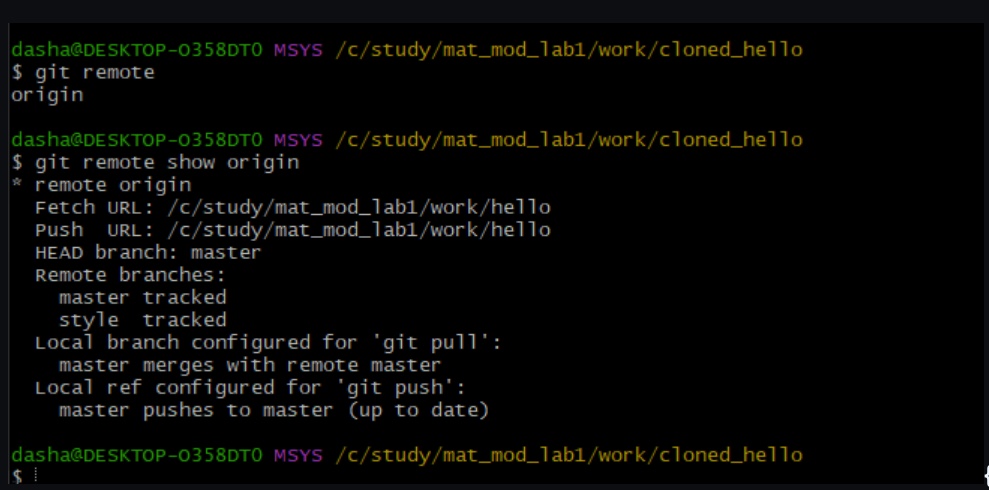 dasha@DESKTOP-O358DT0 MSYS /c/study/mat_mod_lab1/work/cloned_hello
$ git remote
origin
dasha@DESKTOP-O358DT0 MSYS /c/study/mat_mod_lab1/work/cloned_hello
$ git remote show origin
* remote origin
  Fetch URL: /c/study/mat_mod_lab1/work/hello
  Push  URL: /c/study/mat_mod_lab1/work/hello
  HEAD branch: master
  Remote branches:
    master tracked
    style  tracked
  Local branch configured for 'git pull':
    master merges with remote master
  Local ref configured for 'git push':
    master pushes to master (up to date)
dasha@DESKTOP-O358DT0 MSYS /c/study/mat_mod_lab1/work/cloned_hello
$